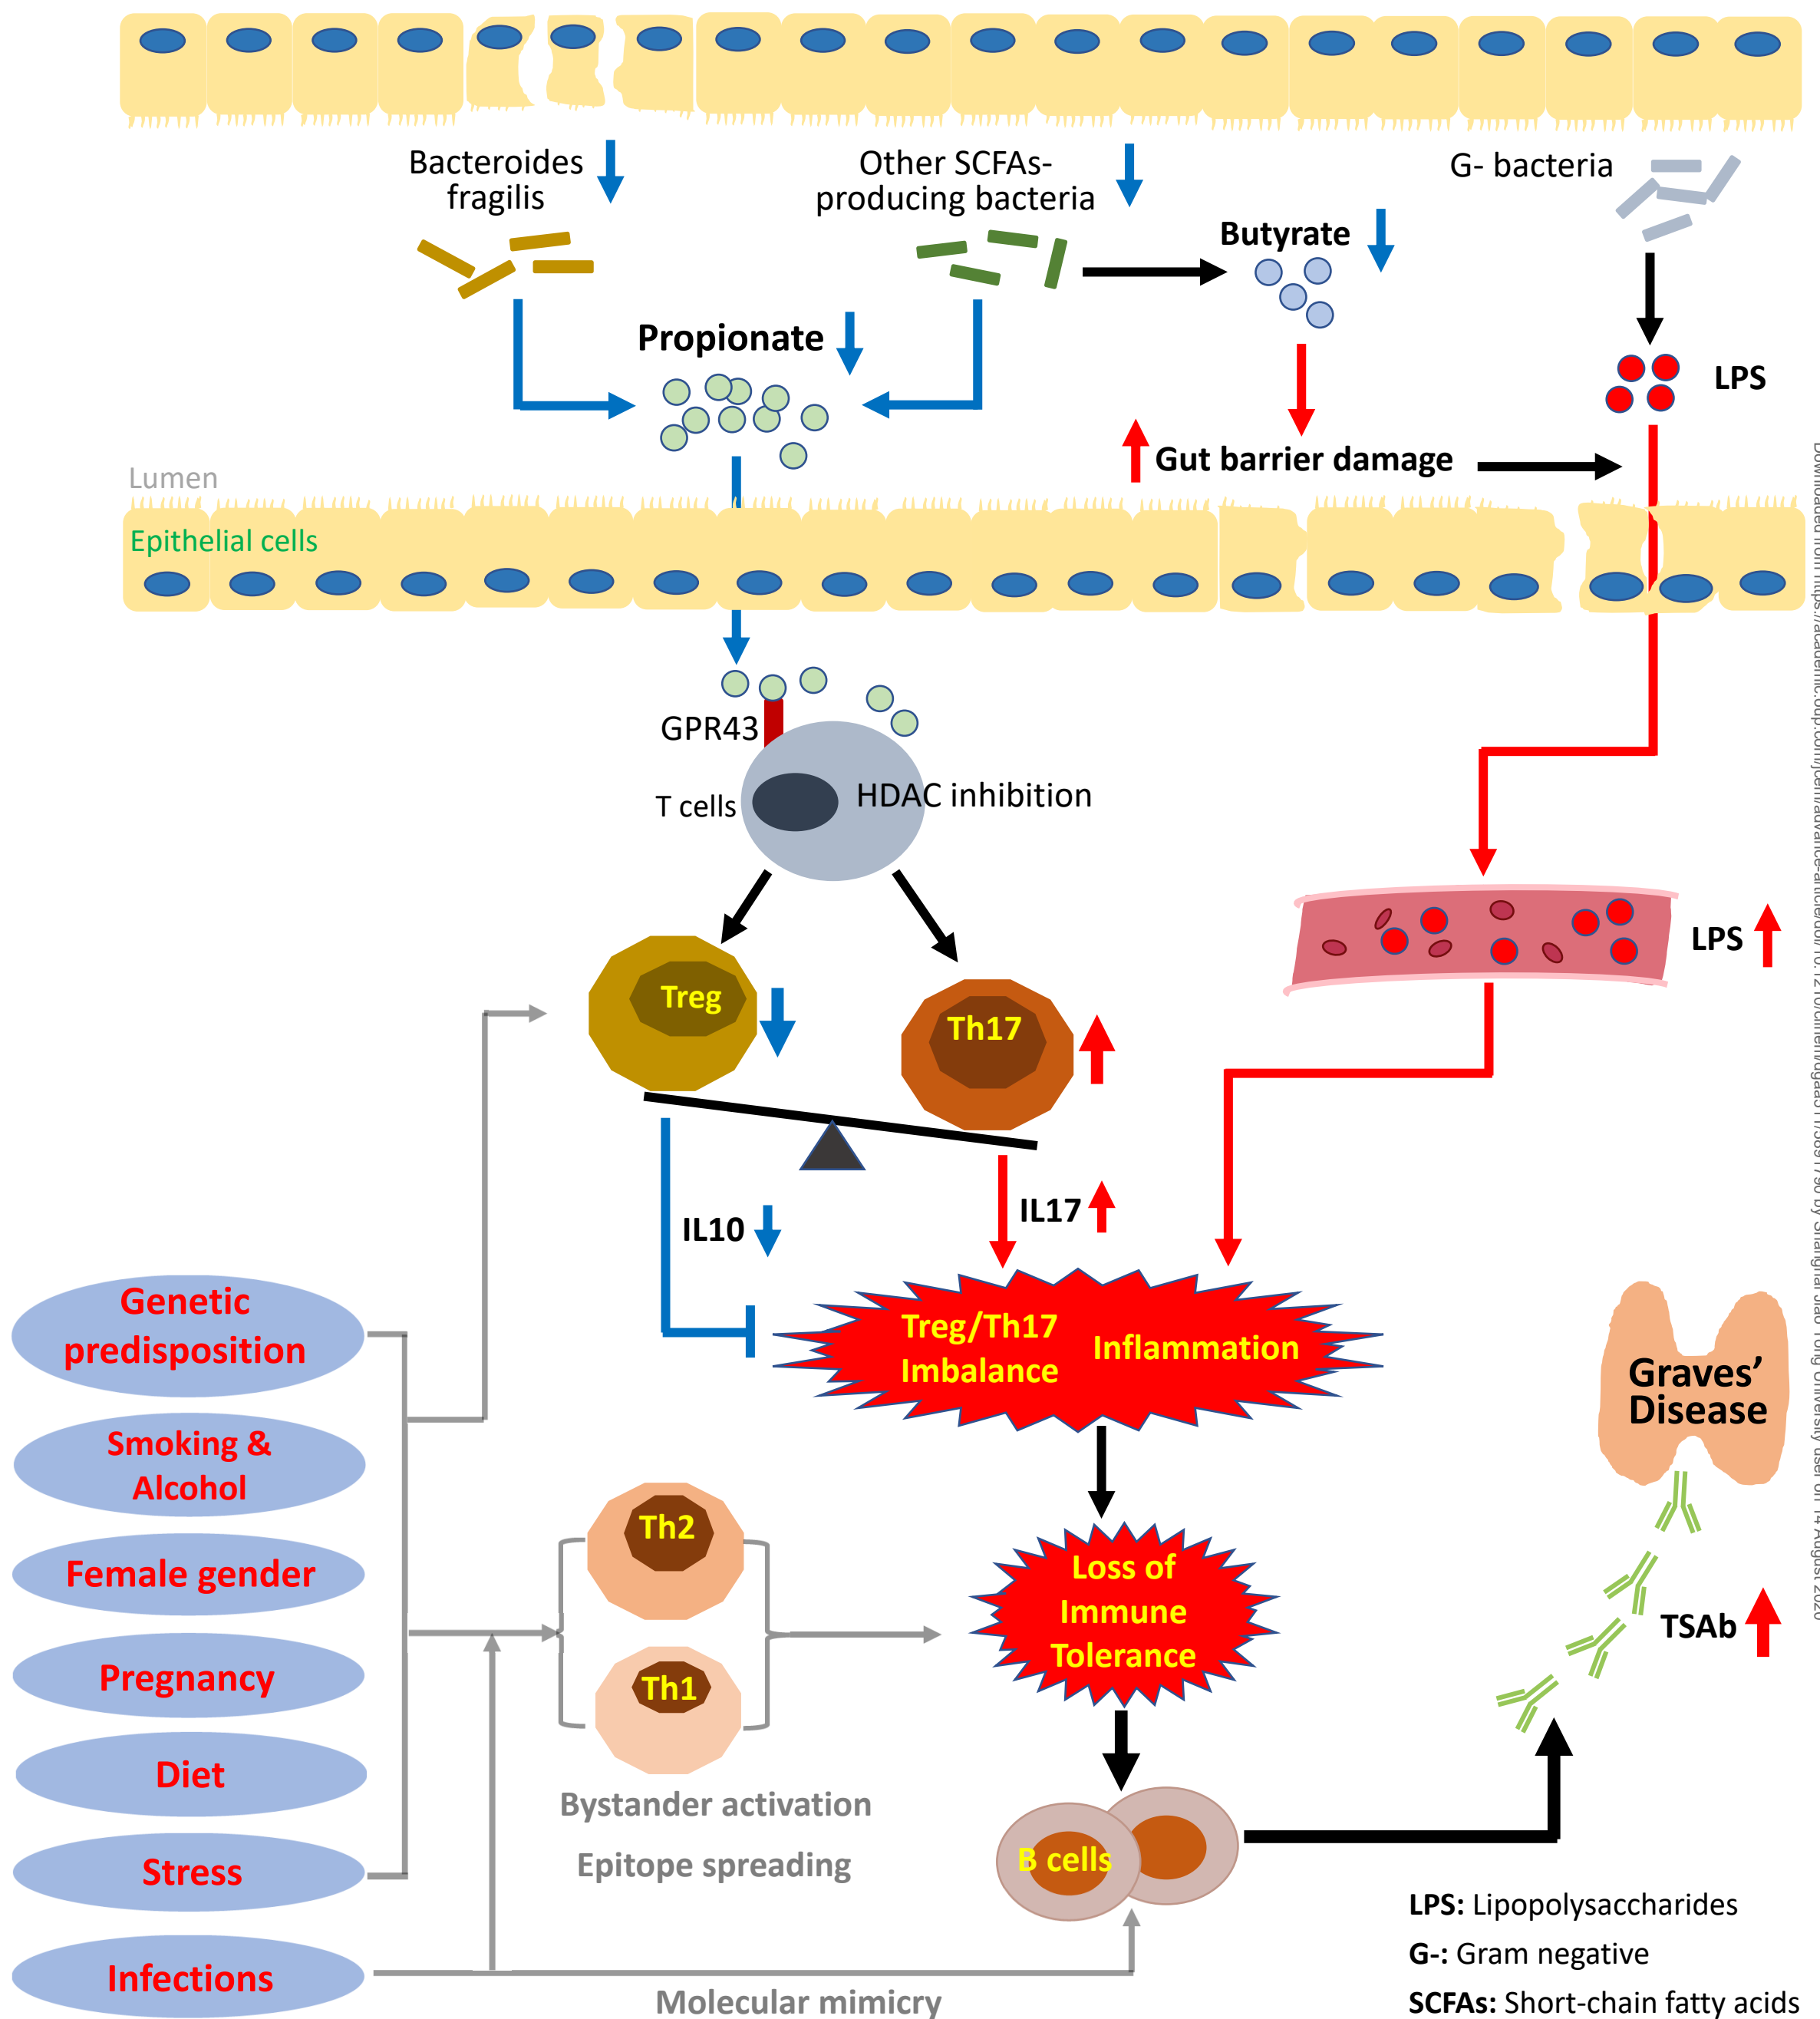 Bacteroides
fragilis
Other SCFAs-
producing bacteria
G- bacteria
Butyrate
Propionate
LPS
Gut barrier damage
Lumen
Epithelial cells
GPR43
T cells
HDAC inhibition
Treg
Th17
LPS
IL10
IL17
Treg/Th17
Imbalance
Inflammation
Genetic
predisposition
Smoking &
Alcohol
Female gender
Pregnancy
Diet
Stress
Infections
Th2
Th1
Bystander activation
Epitope spreading
Molecular mimicry
Loss of
Immune
Tolerance
B cells
Graves’
Disease
TSAb
LPS: Lipopolysaccharides
G-: Gram negative
SCFAs: Short-chain fatty acids